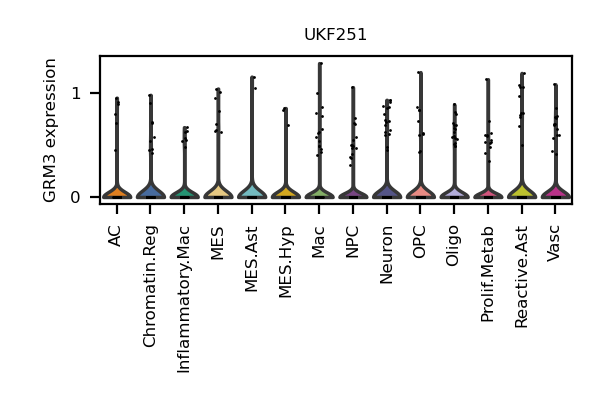 UKF251
GRM3 expression
1
0
AC
Chromatin.Reg
Inflammatory.Mac
MES
MES.Ast
MES.Hyp
Mac
NPC
Neuron
OPC
Oligo
Prolif.Metab
Reactive.Ast
Vasc